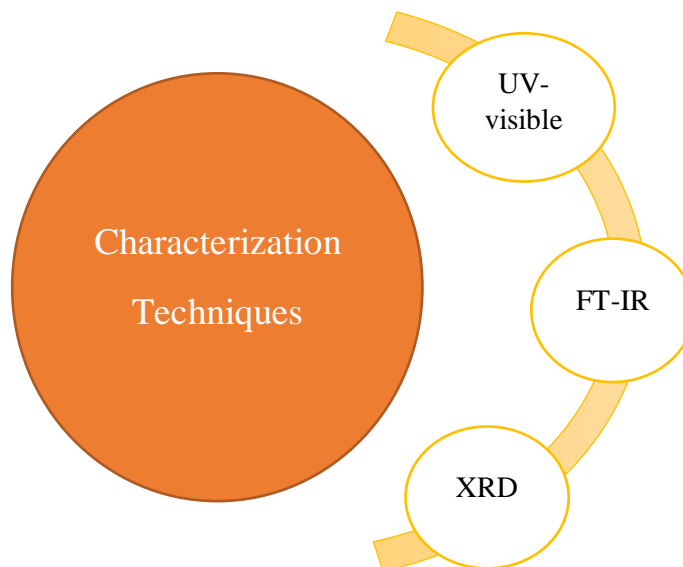 Characterization
Techniques
UV-
visible
FT-IR
XRD